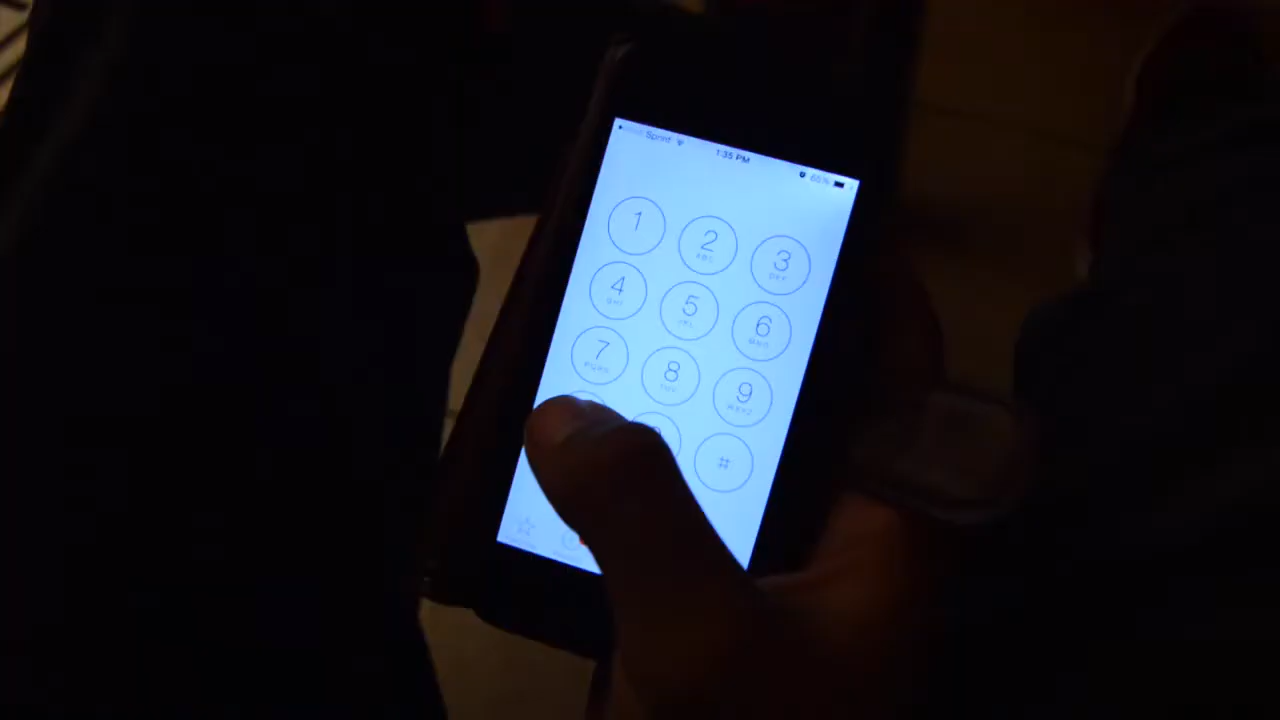 Sprint
1:35 PM
1
2
ABC
3
DEF
4
GHI
5
JKL
6
MNO
7
PQRS
8
TUV
9
WXYZ
#